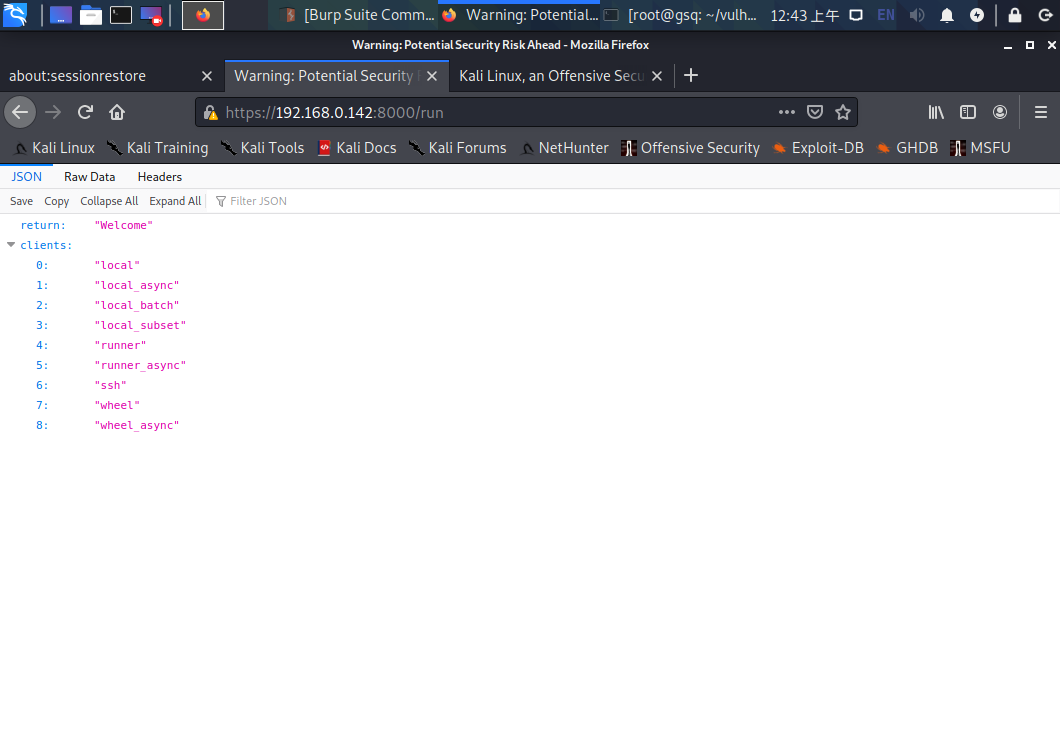 [Burp Suite Comm... Warning: Potential... [root@gsq: ~/vulh... 12:43 上午 EN
Warning: Potential Security Risk Ahead - Mozilla Firefox
about:sessionrestore Warning: Potential Security Kali Linux, an Offensive Secu
https://192.168.0.142:8000/run
Kali Linux Kali Training Kali Tools Kali Docs Kali Forums NetHunter Offensive Security Exploit-DB GHDB MSFU
JSON Raw Data Headers
Save Copy Collapse All Expand All Filter JSON
return: "Welcome"
clients:
0: "local"
1: "local_async"
2: "local_batch"
3: "local_subset"
4: "runner"
5: "runner_async"
6: "ssh"
7: "wheel"
8: "wheel_async"